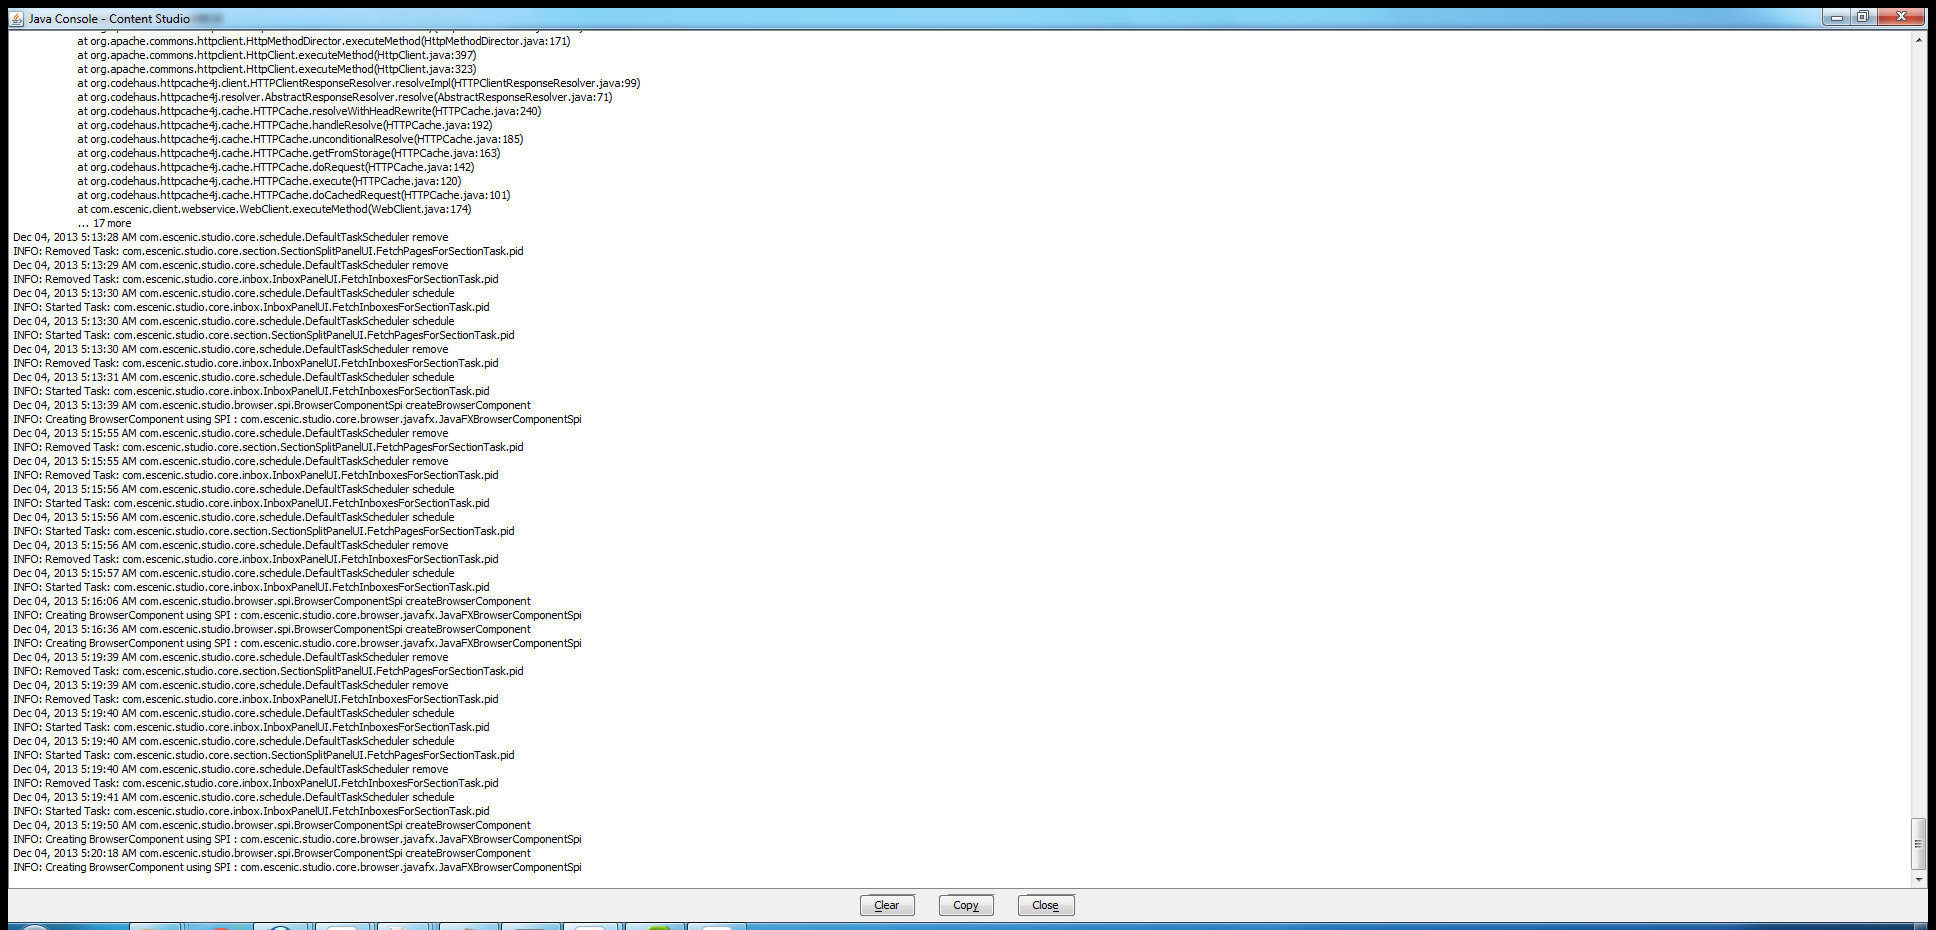 Java Console - Content Studio
at org.apache.commons.httpclient.HttpMethodDirector.executeMethod(HttpMethodDirector.java:171)
at org.apache.commons.httpclient.HttpClient.executeMethod(HttpClient.java:397)
at org.apache.commons.httpclient.HttpClient.executeMethod(HttpClient.java:323)
at org.codehaus.httpcache4j.client.HTTPClientResponseResolver.resolveImpl(HTTPClientResponseResolver.java:99)
at org.codehaus.httpcache4j.resolver.AbstractResponseResolver.resolve(AbstractResponseResolver.java:71)
at org.codehaus.httpcache4j.cache.HTTPCache.resolveWithHeadRewrite(HTTPCache.java:240)
at org.codehaus.httpcache4j.cache.HTTPCache.handleResolve(HTTPCache.java:192)
at org.codehaus.httpcache4j.cache.HTTPCache.unconditionalResolve(HTTPCache.java:185)
at org.codehaus.httpcache4j.cache.HTTPCache.getFromStorage(HTTPCache.java:163)
at org.codehaus.httpcache4j.cache.HTTPCache.doRequest(HTTPCache.java:142)
at org.codehaus.httpcache4j.cache.HTTPCache.execute(HTTPCache.java:120)
at org.codehaus.httpcache4j.cache.HTTPCache.doCachedRequest(HTTPCache.java:101)
at com.escenic.client.webservice.WebClient.executeMethod(WebClient.java:174)
... 17 more
Dec 04, 2013 5:13:28 AM com.escenic.studio.core.schedule.DefaultTaskScheduler remove
INFO: Removed Task: com.escenic.studio.core.section.SectionSplitPanelUI.FetchPagesForSectionTask.pid
Dec 04, 2013 5:13:29 AM com.escenic.studio.core.schedule.DefaultTaskScheduler remove
INFO: Removed Task: com.escenic.studio.core.inbox.InboxPanelUI.FetchInboxesForSectionTask.pid
Dec 04, 2013 5:13:30 AM com.escenic.studio.core.schedule.DefaultTaskScheduler schedule
INFO: Started Task: com.escenic.studio.core.inbox.InboxPanelUI.FetchInboxesForSectionTask.pid
Dec 04, 2013 5:13:30 AM com.escenic.studio.core.schedule.DefaultTaskScheduler schedule
INFO: Started Task: com.escenic.studio.core.section.SectionSplitPanelUI.FetchPagesForSectionTask.pid
Dec 04, 2013 5:13:30 AM com.escenic.studio.core.schedule.DefaultTaskScheduler remove
INFO: Removed Task: com.escenic.studio.core.inbox.InboxPanelUI.FetchInboxesForSectionTask.pid
Dec 04, 2013 5:13:31 AM com.escenic.studio.core.schedule.DefaultTaskScheduler schedule
INFO: Started Task: com.escenic.studio.core.inbox.InboxPanelUI.FetchInboxesForSectionTask.pid
Dec 04, 2013 5:13:39 AM com.escenic.studio.browser.spi.BrowserComponentSpi createBrowserComponent
INFO: Creating BrowserComponent using SPI : com.escenic.studio.core.browser.javafx.JavaFXBrowserComponentSpi
Dec 04, 2013 5:15:55 AM com.escenic.studio.core.schedule.DefaultTaskScheduler remove
INFO: Removed Task: com.escenic.studio.core.section.SectionSplitPanelUI.FetchPagesForSectionTask.pid
Dec 04, 2013 5:15:55 AM com.escenic.studio.core.schedule.DefaultTaskScheduler remove
INFO: Removed Task: com.escenic.studio.core.inbox.InboxPanelUI.FetchInboxesForSectionTask.pid
Dec 04, 2013 5:15:56 AM com.escenic.studio.core.schedule.DefaultTaskScheduler schedule
INFO: Started Task: com.escenic.studio.core.inbox.InboxPanelUI.FetchInboxesForSectionTask.pid
Dec 04, 2013 5:15:56 AM com.escenic.studio.core.schedule.DefaultTaskScheduler schedule
INFO: Started Task: com.escenic.studio.core.section.SectionSplitPanelUI.FetchPagesForSectionTask.pid
Dec 04, 2013 5:15:56 AM com.escenic.studio.core.schedule.DefaultTaskScheduler remove
INFO: Removed Task: com.escenic.studio.core.inbox.InboxPanelUI.FetchInboxesForSectionTask.pid
Dec 04, 2013 5:15:57 AM com.escenic.studio.core.schedule.DefaultTaskScheduler schedule
INFO: Started Task: com.escenic.studio.core.inbox.InboxPanelUI.FetchInboxesForSectionTask.pid
Dec 04, 2013 5:16:06 AM com.escenic.studio.browser.spi.BrowserComponentSpi createBrowserComponent
INFO: Creating BrowserComponent using SPI : com.escenic.studio.core.browser.javafx.JavaFXBrowserComponentSpi
Dec 04, 2013 5:16:36 AM com.escenic.studio.browser.spi.BrowserComponentSpi createBrowserComponent
INFO: Creating BrowserComponent using SPI : com.escenic.studio.core.browser.javafx.JavaFXBrowserComponentSpi
Dec 04, 2013 5:19:39 AM com.escenic.studio.core.schedule.DefaultTaskScheduler remove
INFO: Removed Task: com.escenic.studio.core.section.SectionSplitPanelUI.FetchPagesForSectionTask.pid
Dec 04, 2013 5:19:39 AM com.escenic.studio.core.schedule.DefaultTaskScheduler remove
INFO: Removed Task: com.escenic.studio.core.inbox.InboxPanelUI.FetchInboxesForSectionTask.pid
Dec 04, 2013 5:19:40 AM com.escenic.studio.core.schedule.DefaultTaskScheduler schedule
INFO: Started Task: com.escenic.studio.core.inbox.InboxPanelUI.FetchInboxesForSectionTask.pid
Dec 04, 2013 5:19:40 AM com.escenic.studio.core.schedule.DefaultTaskScheduler schedule
INFO: Started Task: com.escenic.studio.core.section.SectionSplitPanelUI.FetchPagesForSectionTask.pid
Dec 04, 2013 5:19:40 AM com.escenic.studio.core.schedule.DefaultTaskScheduler remove
INFO: Removed Task: com.escenic.studio.core.inbox.InboxPanelUI.FetchInboxesForSectionTask.pid
Dec 04, 2013 5:19:41 AM com.escenic.studio.core.schedule.DefaultTaskScheduler schedule
INFO: Started Task: com.escenic.studio.core.inbox.InboxPanelUI.FetchInboxesForSectionTask.pid
Dec 04, 2013 5:19:50 AM com.escenic.studio.browser.spi.BrowserComponentSpi createBrowserComponent
INFO: Creating BrowserComponent using SPI : com.escenic.studio.core.browser.javafx.JavaFXBrowserComponentSpi
Dec 04, 2013 5:20:18 AM com.escenic.studio.browser.spi.BrowserComponentSpi createBrowserComponent
INFO: Creating BrowserComponent using SPI : com.escenic.studio.core.browser.javafx.JavaFXBrowserComponentSpi
Clear Copy Close